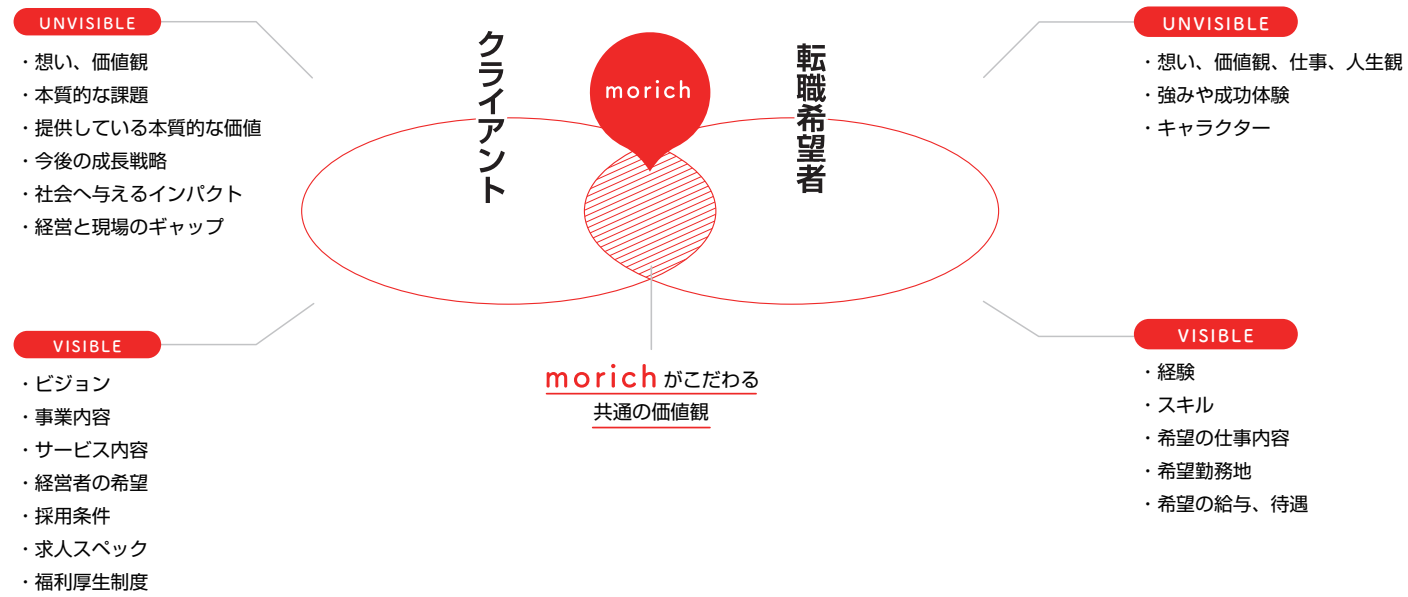 UNVISIBLE
・想い、価値観
・本質的な課題
・提供している本質的な価値
・今後の成長戦略
・社会へ与えるインパクト
・経営と現場のギャップ
VISIBLE
・ビジョン
・事業内容
・サービス内容
・経営者の希望
・採用条件
・求人スペック
・福利厚生制度
クライアント
morich
転職希望者
morichがこだわる
共通の価値観
UNVISIBLE
・想い、価値観、仕事、人生観
・強みや成功体験
・キャラクター
VISIBLE
・経験
・スキル
・希望の仕事内容
・希望勤務地
・希望の給与、待遇